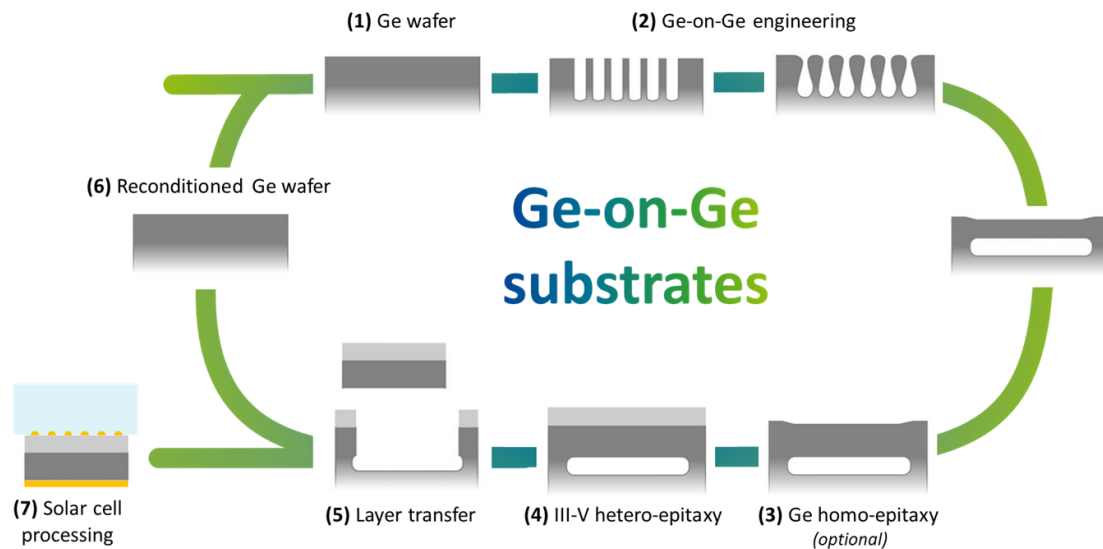 (1) Ge wafer
(2) Ge-on-Ge engineering
(6) Reconditioned Ge wafer
Ge-on-Ge
substrates
(7) Solar cell
processing
(5) Layer transfer
(4) III-V hetero-epitaxy
(3) Ge homo-epitaxy
(optional)